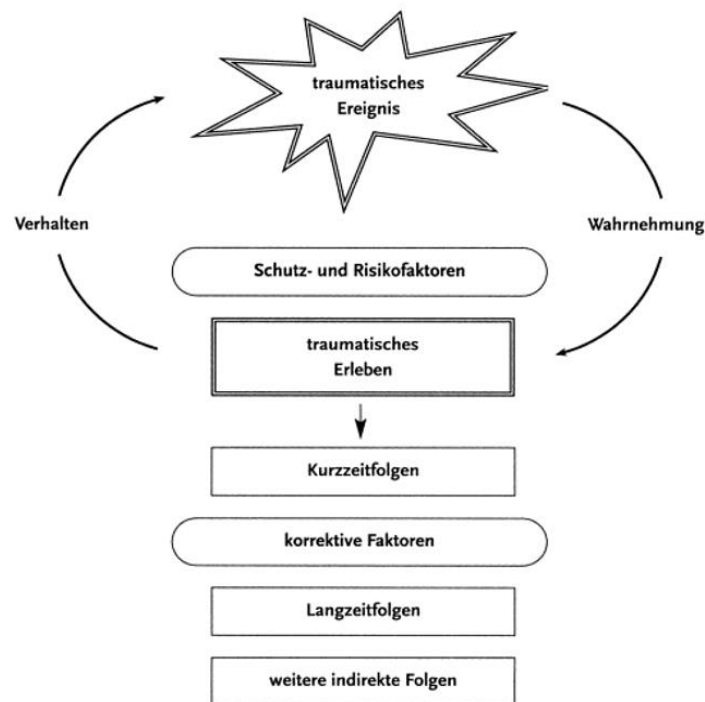 traumatisches
Ereignis
Verhalten
Wahrnehmung
Schutz- und Risikofaktoren
traumatisches
Erleben
Kurzzeitfolgen
korrektive Faktoren
Langzeitfolgen
weitere indirekte Folgen